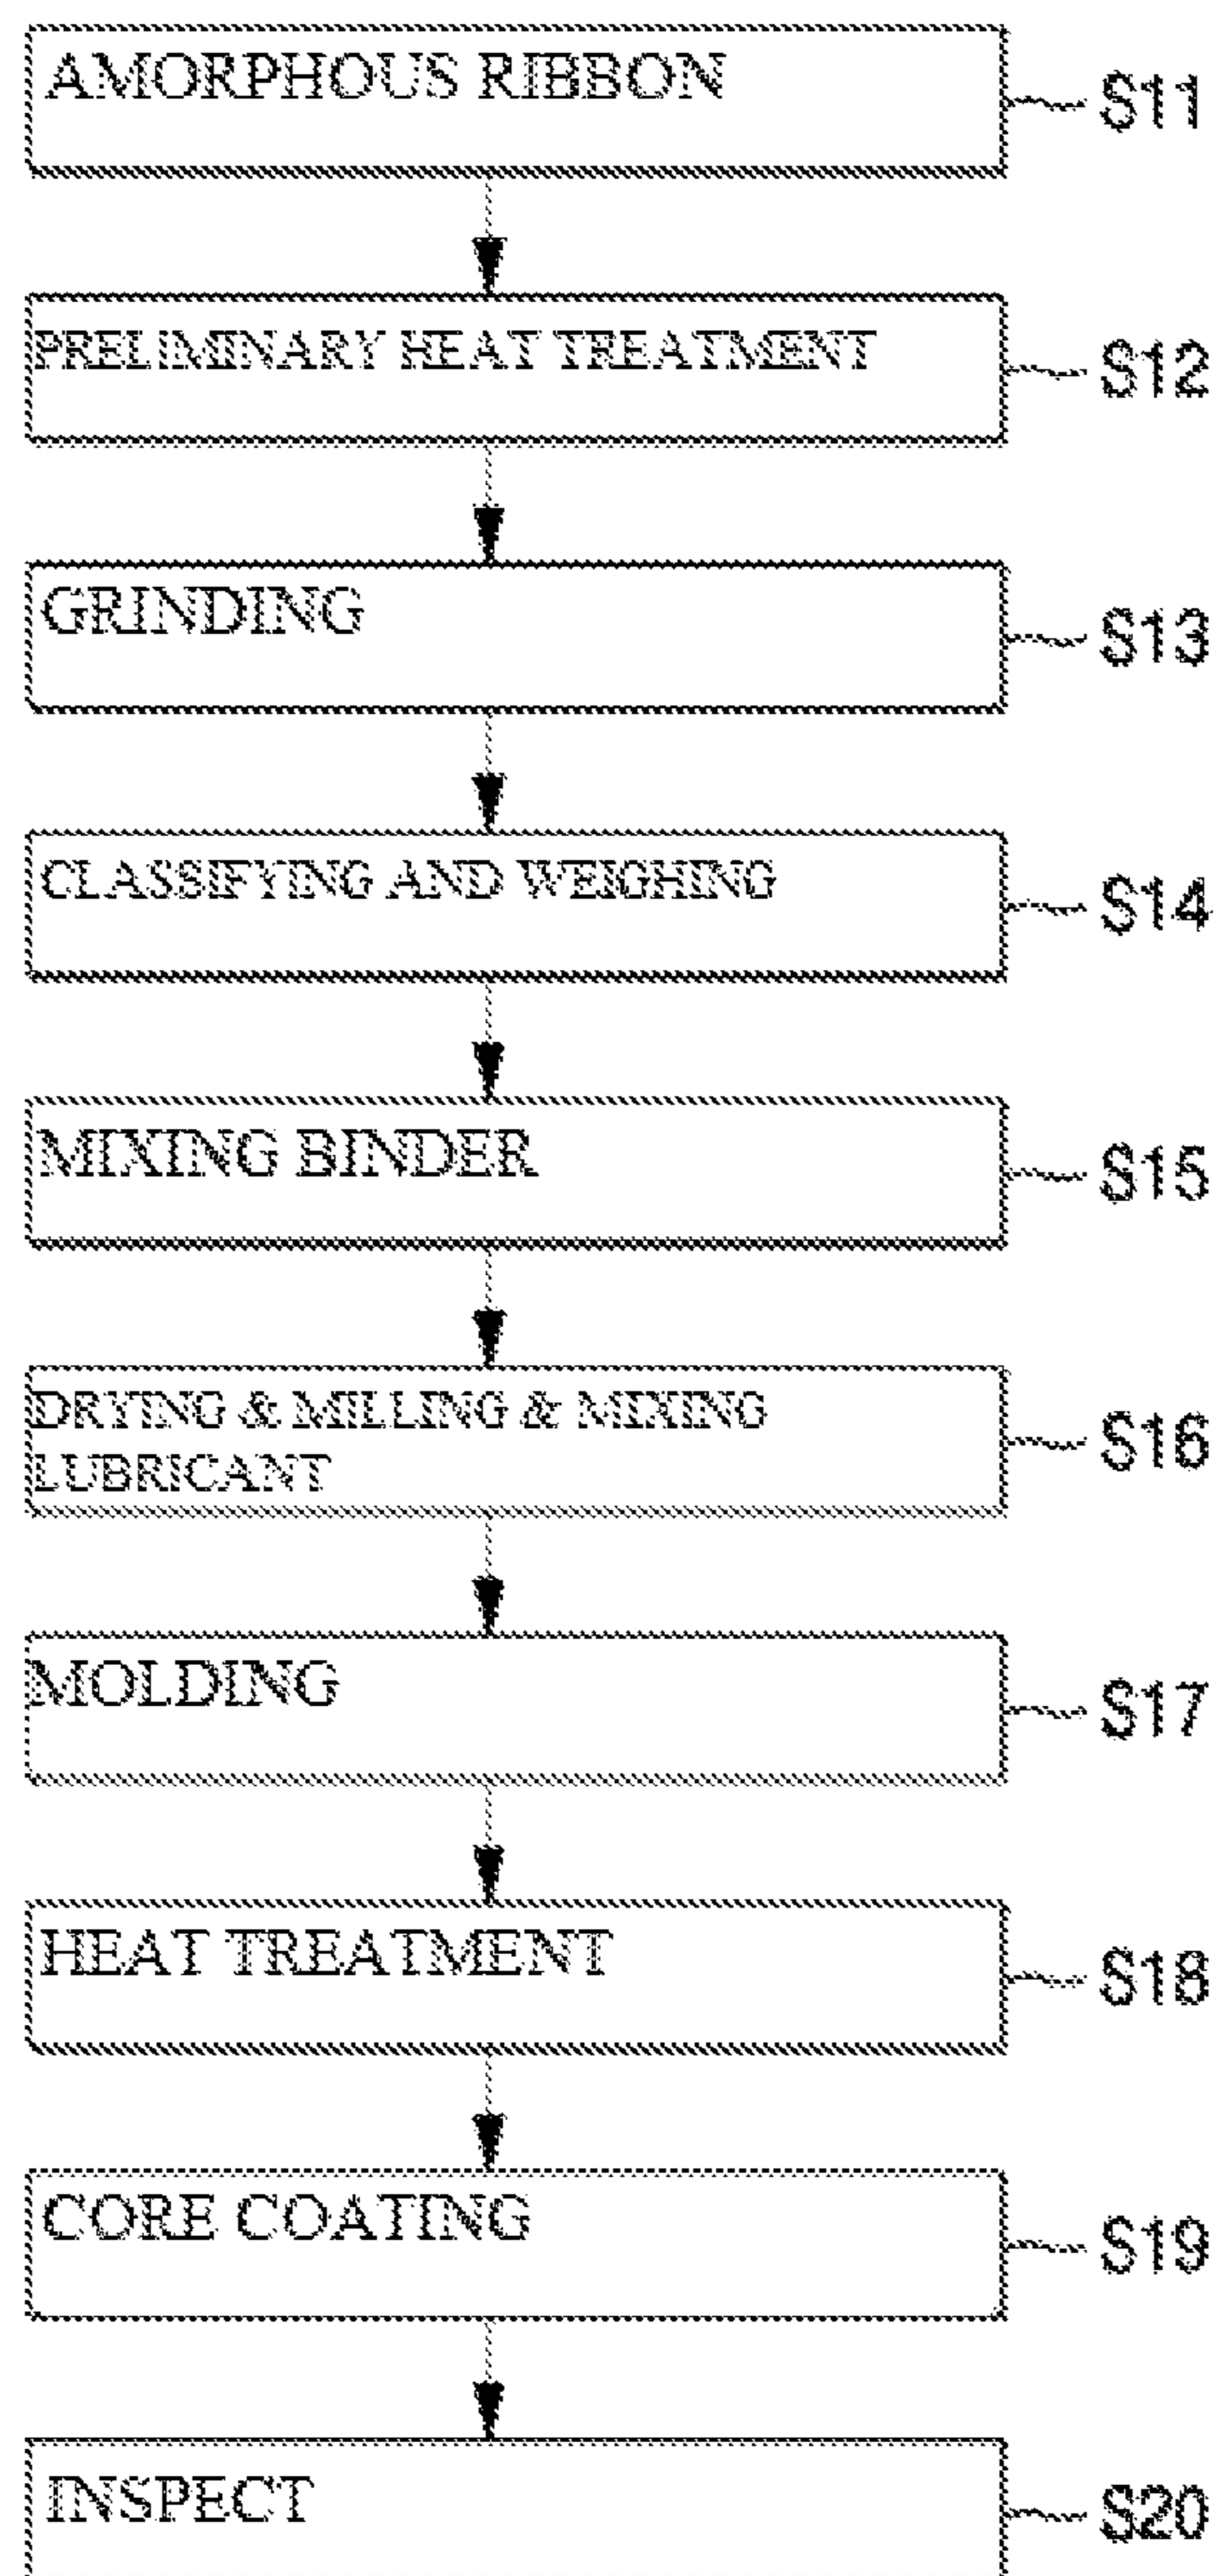 AMORPHOUS RIBBON
S11
PRELIMINARY HEAT TREATMENT
S12
GRINDING
S13
CLASSIFYING AND WEIGHING
S14
MIXING BINDER
S15
DRYING & MILLING & MIXING
LUBRICANT
S16
MOLDING
S17
HEAT TREATMENT
S18
CORE COATING
S19
INSPECT
S20